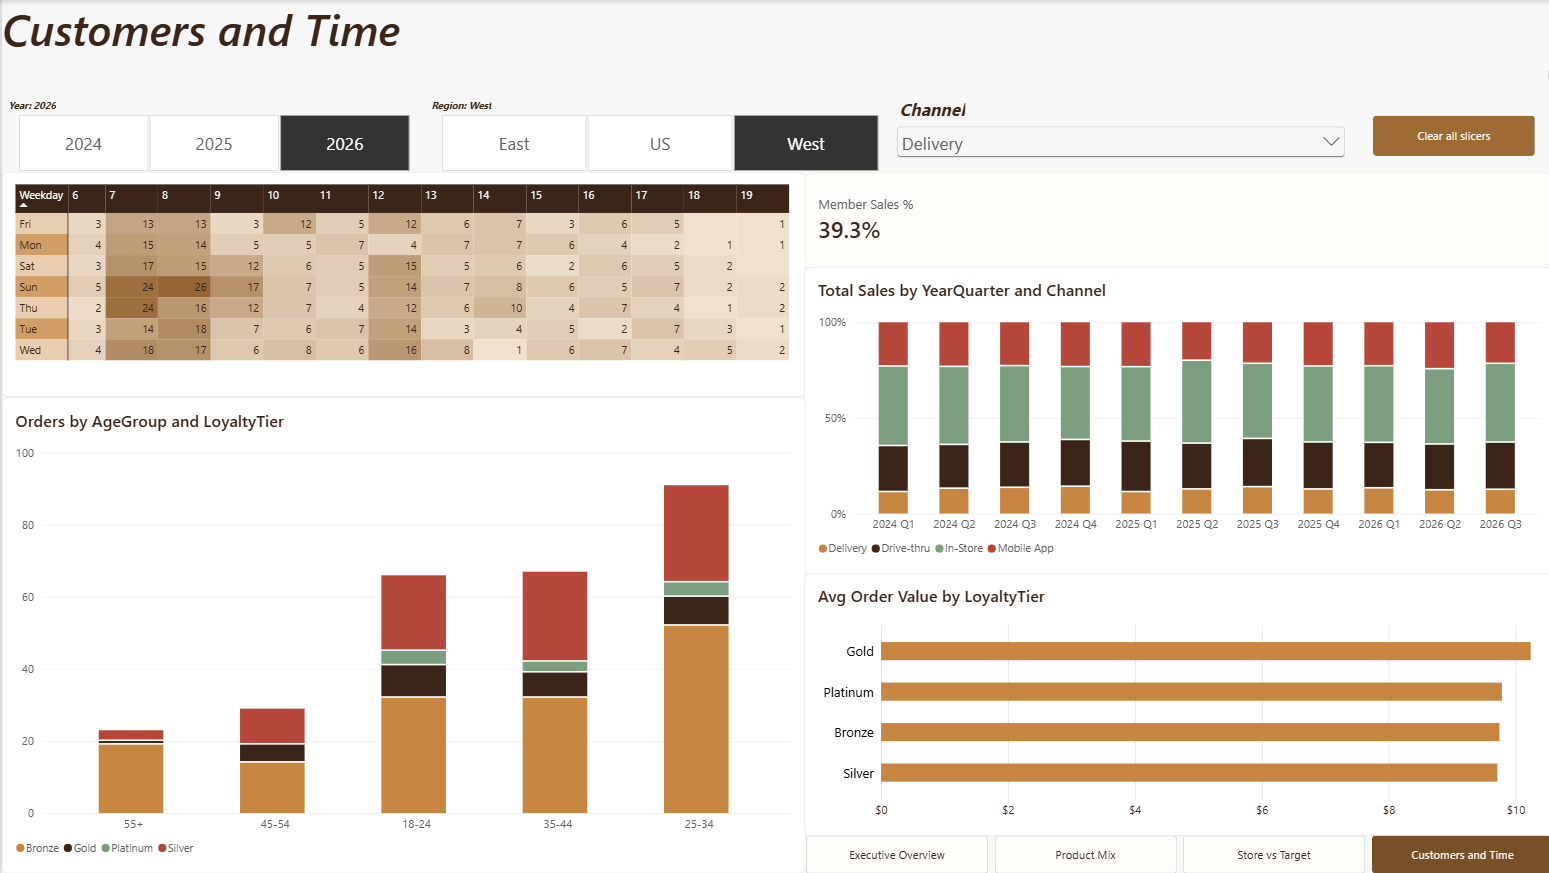 Customers and Time
Year: 2026
Region: West
Channel
2024 2025 2026
East US West
Delivery
Clear all slicers
Weekday 6 7 8 9 10 11 12 13 14 15 16 17 18 19
Fri 3 13 13 3 12 5 12 6 7 3 6 5 1
Mon 4 15 14 5 5 7 4 7 7 6 4 2 1 1
Sat 3 17 15 12 6 5 15 5 6 2 6 5 2
Sun 5 24 26 17 7 5 14 7 8 6 5 7 2 2
Thu 2 24 16 12 7 4 12 6 10 4 7 4 1 2
Tue 3 14 18 7 6 7 14 3 4 5 2 7 3 1
Wed 4 18 17 6 8 6 16 8 1 6 7 4 5 2
Member Sales %
39.3%
Total Sales by YearQuarter and Channel
100%
50%
0%
2024 Q1 2024 Q2 2024 Q3 2024 Q4 2025 Q1 2025 Q2 2025 Q3 2025 Q4 2026 Q1 2026 Q2 2026 Q3
Delivery Drive-thru In-Store Mobile App
Orders by AgeGroup and LoyaltyTier
100
80
60
40
20
0
55+ 45-54 18-24 35-44 25-34
Bronze Gold Platinum Silver
Avg Order Value by LoyaltyTier
Gold
Platinum
Bronze
Silver
$0 $2 $4 $6 $8 $10
Executive Overview
Product Mix
Store vs Target
Customers and Time